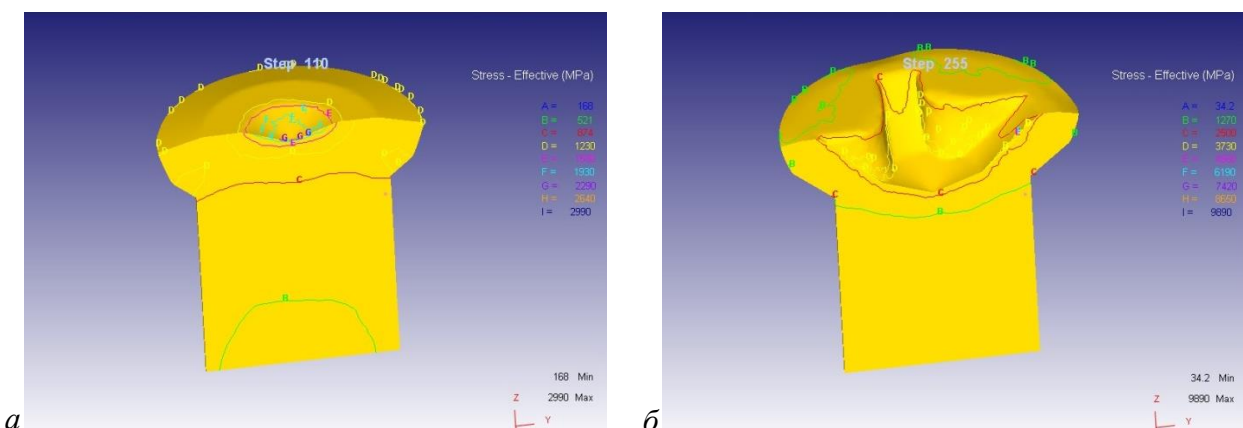 Step 110
Stress - Effective (MPa)
A = 168
B = 521
C = 874
D = 1230
F = 1930
G = 2290
H = 2640
I = 2990
168 Min
2990 Max
Z
Y
а
Step 255
Stress - Effective (MPa)
A = 34.2
B = 1270
C = 2500
D = 3730
F = 6190
G = 7420
H = 8650
I = 9890
34.2 Min
9890 Max
Z
Y
б